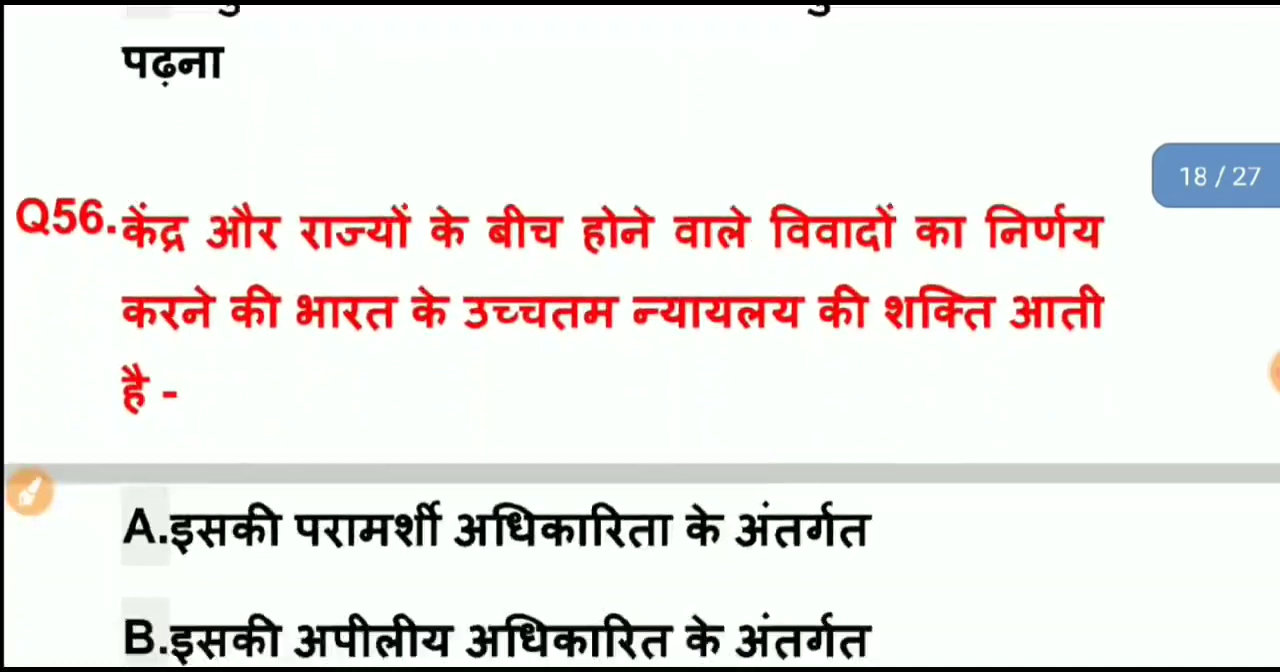 पढ़ना
18 / 27
Q56. केंद्र और राज्यों के बीच होने वाले विवादों का निर्णय
करने की भारत के उच्चतम न्यायलय की शक्ति आती
है -
A.इसकी परामर्शी अधिकारिता के अंतर्गत
B.इसकी अपीलीय अधिकारित के अंतर्गत